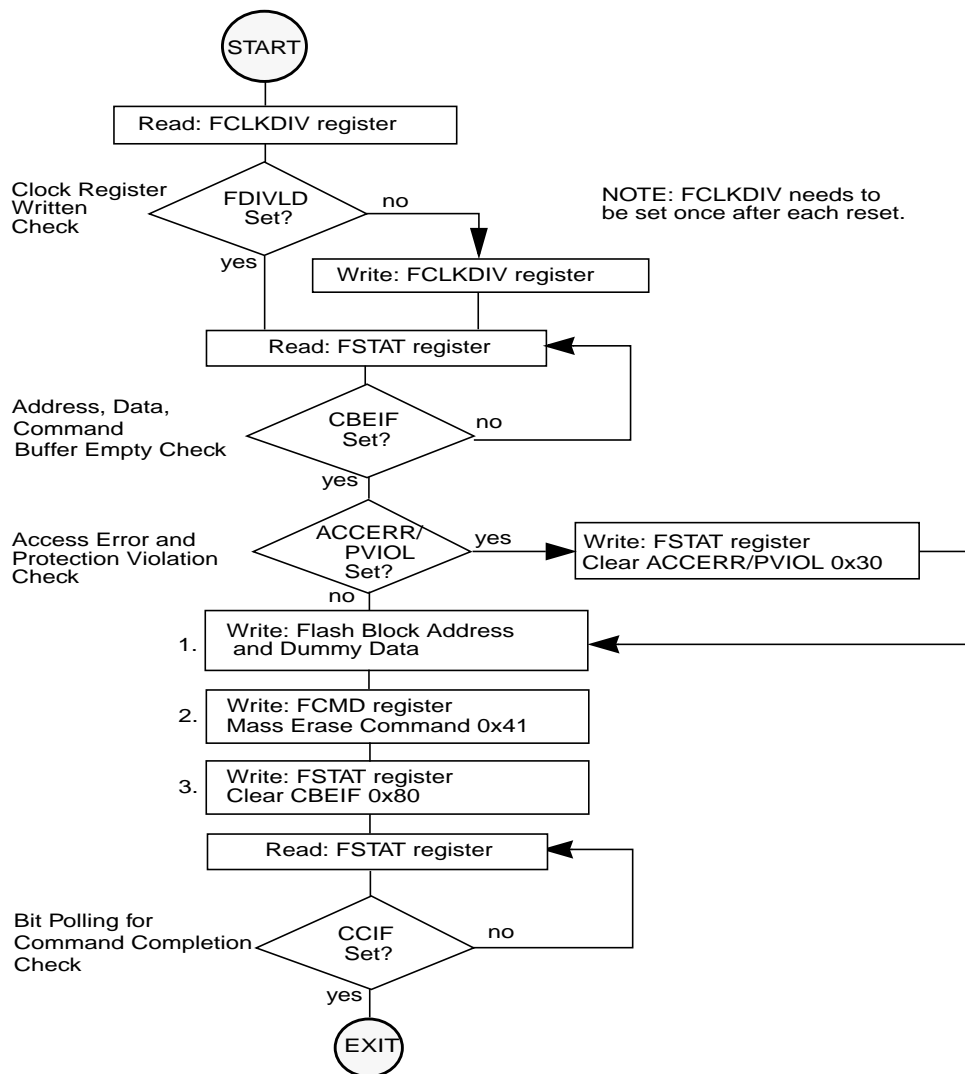 START
Read: FCLKDIV register
Clock Register
Written
Check
FDIVLD
Set?
no
yes
NOTE: FCLKDIV needs to
be set once after each reset.
Write: FCLKDIV register
Read: FSTAT register
Address, Data,
Command
Buffer Empty Check
CBEIF
Set?
no
yes
Access Error and
Protection Violation
Check
ACCERR/
PVIOL
Set?
yes
no
Write: FSTAT register
Clear ACCERR/PVIOL 0x30
1.
Write: Flash Block Address
and Dummy Data
2.
Write: FCMD register
Mass Erase Command 0x41
3.
Write: FSTAT register
Clear CBEIF 0x80
Read: FSTAT register
Bit Polling for
Command Completion
Check
CCIF
Set?
no
yes
EXIT